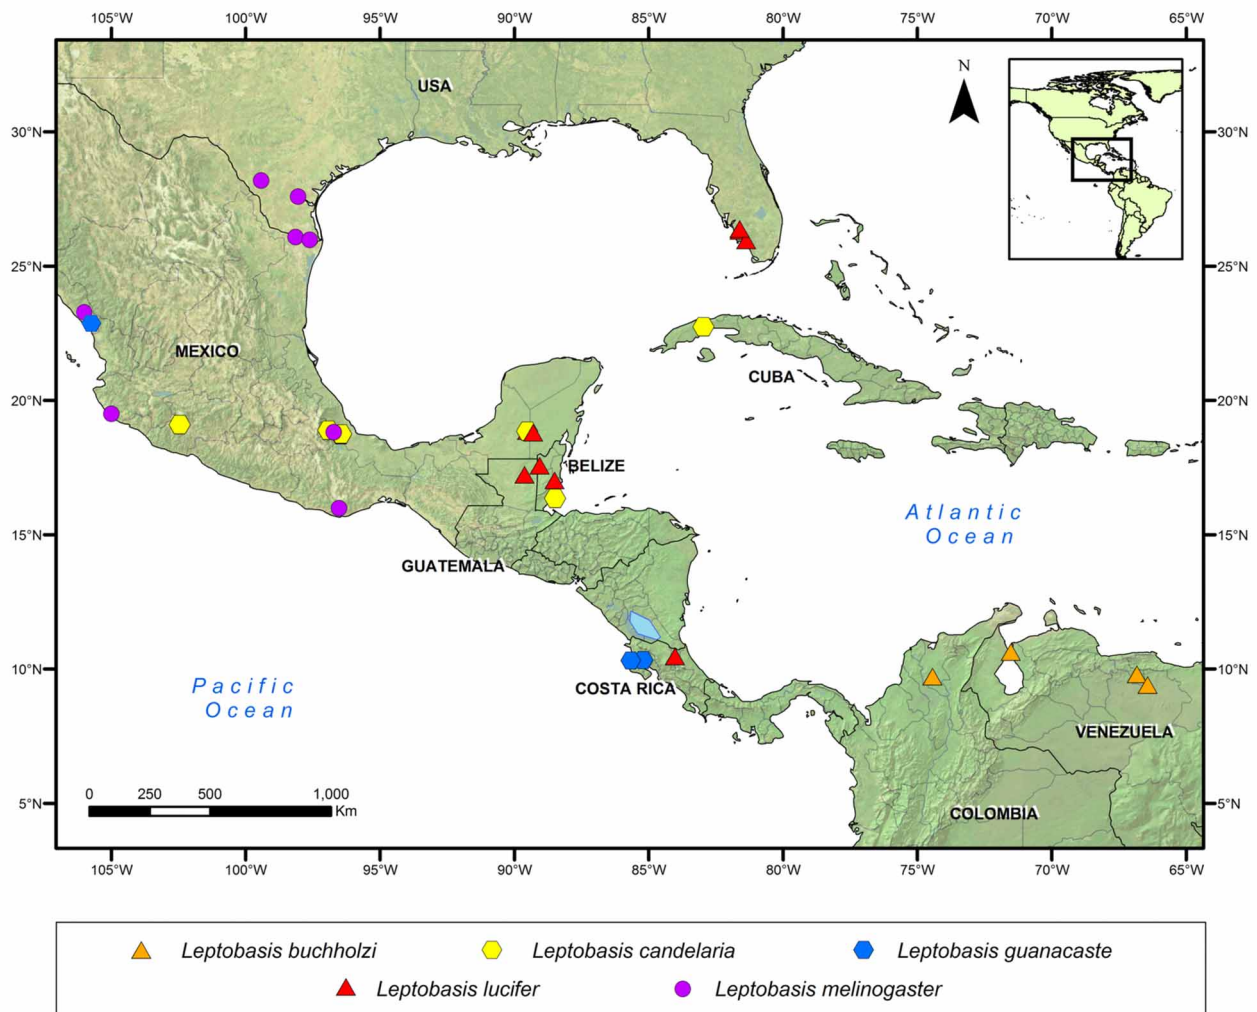 105°W 100°W 95°W 90°W 85°W 80°W 75°W 70°W 65°W
USA
N
30°N 30°N
25°N 25°N
MEXICO
CUBA
20°N 20°N
BELIZE
Atlantic
Ocean
15°N 15°N
GUATEMALA
10°N 10°N
COSTA RICA
Pacific
Ocean
VENEZUELA
0 250 500 1,000
Km
5°N 5°N
COLOMBIA
105°W 100°W 95°W 90°W 85°W 80°W 75°W 70°W 65°W
Leptobasis buchholzi Leptobasis candelaria Leptobasis guanacaste
Leptobasis lucifer Leptobasis melinogaster